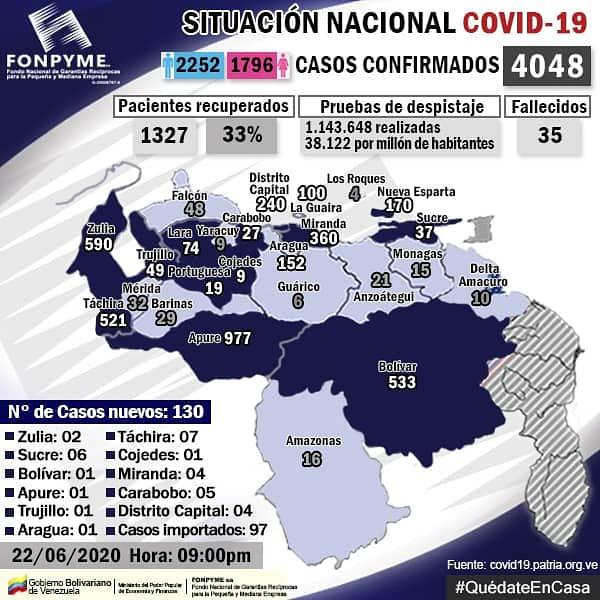 FONPYME S.A.
Fondo Nacional de Garantías Recíprocas
para la Pequeña y Mediana Empresa
SITUACIÓN NACIONAL COVID-19
2252 1796 CASOS CONFIRMADOS 4048
Pacientes recuperados
1327 33%
Pruebas de despistaje
1.143.648 realizadas
38.122 por millón de habitantes
Fallecidos
35
Zulia
590
Falcón
48
Lara
74
Yaracuy
9
Carabobo
27
Distrito
Capital
240
100
La Guaira
Los Roques
4
Miranda
360
Nueva Esparta
170
Sucre
37
Trujillo
49
Portuguesa
19
Cojedes
9
Aragua
152
Guárico
6
Anzoátegui
21
Monagas
15
Delta
Amacuro
10
Mérida
32
Táchira
521
Barinas
29
Apure 977
Bolívar
533
Amazonas
16
N° de Casos nuevos: 130
Zulia: 02
Sucre: 06
Bolívar: 01
Apure: 01
Trujillo: 01
Aragua: 01
Táchira: 07
Cojedes: 01
Miranda: 04
Carabobo: 05
Distrito Capital: 04
Casos importados: 97
22/06/2020 Hora: 09:00pm
Fuente: covid19.patria.org.ve
#QuédateEnCasa
Gobierno Bolivariano
de Venezuela
Ministerio del Poder Popular
de Economía y Finanzas
FONPYME S.A.
Fondo Nacional de Garantías Recíprocas
para la Pequeña y Mediana Empresa